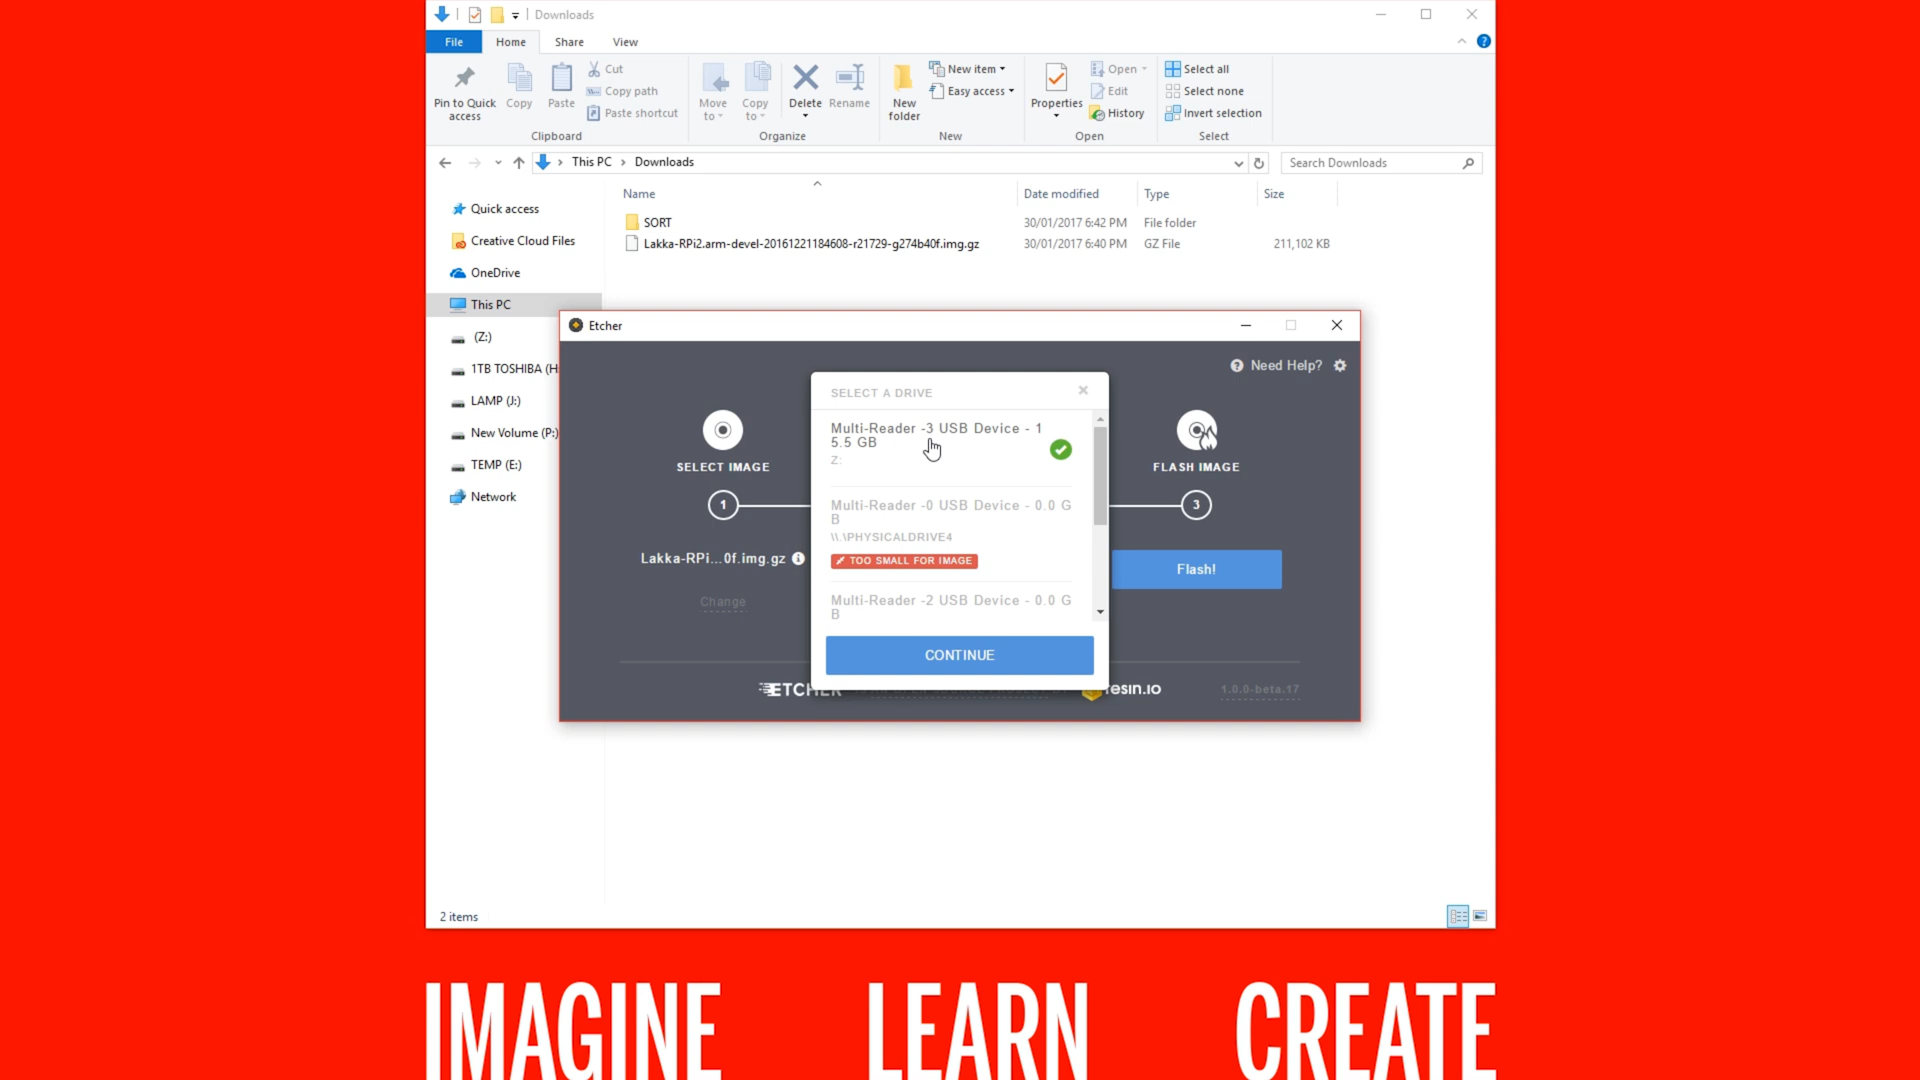 Downloads
File
Home
Share
View
Pin to Quick
access
Copy
Paste
Cut
Copy path
Paste shortcut
Clipboard
Move
to
Copy
to
Delete
Rename
Organize
New
folder
New item
Easy access
New
Properties
Open
Edit
History
Open
Select all
Select none
Invert selection
Select
This PC > Downloads
Search Downloads
Name
Date modified
Type
Size
SORT
30/01/2017 6:42 PM
File folder
Lakka-RPi2.arm-devel-20161221184608-r21729-g274b40f.img.gz
30/01/2017 6:40 PM
GZ File
211,102 KB
Quick access
Creative Cloud Files
OneDrive
This PC
(Z:)
1TB TOSHIBA (H
LAMP (J:)
New Volume (P:)
TEMP (E:)
Network
Etcher
Need Help?
SELECT IMAGE
1
Lakka-RPi...0f.img.gz
Change
SELECT A DRIVE
Multi-Reader -3 USB Device - 1
5.5 GB
Z:
Multi-Reader -0 USB Device - 0.0 G
B
\\.\PHYSICALDRIVE4
TOO SMALL FOR IMAGE
Multi-Reader -2 USB Device - 0.0 G
B
CONTINUE
FLASH IMAGE
3
Flash!
ETCHER
resin.io
1.0.0-beta.17
2 items
IMAGINE
LEARN
CREATE